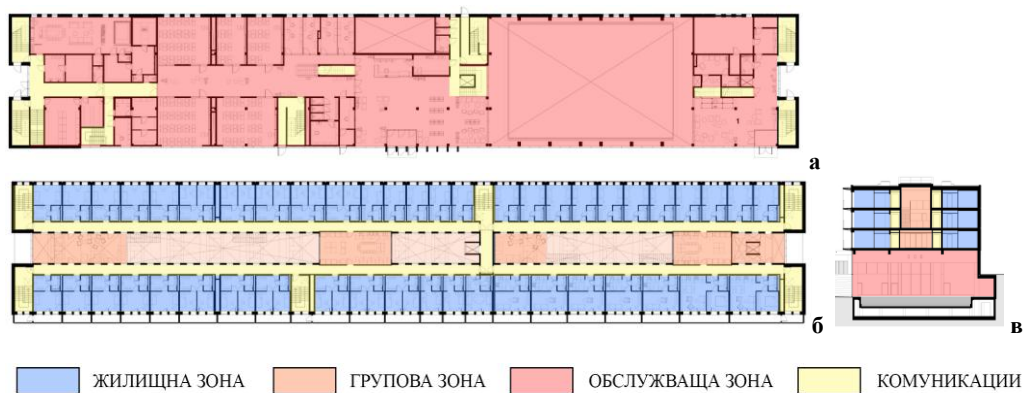 а
б
в
ЖИЛИЩНА ЗОНА
ГРУПОВА ЗОНА
ОБСЛУЖВАЩА ЗОНА
КОМУНИКАЦИИ